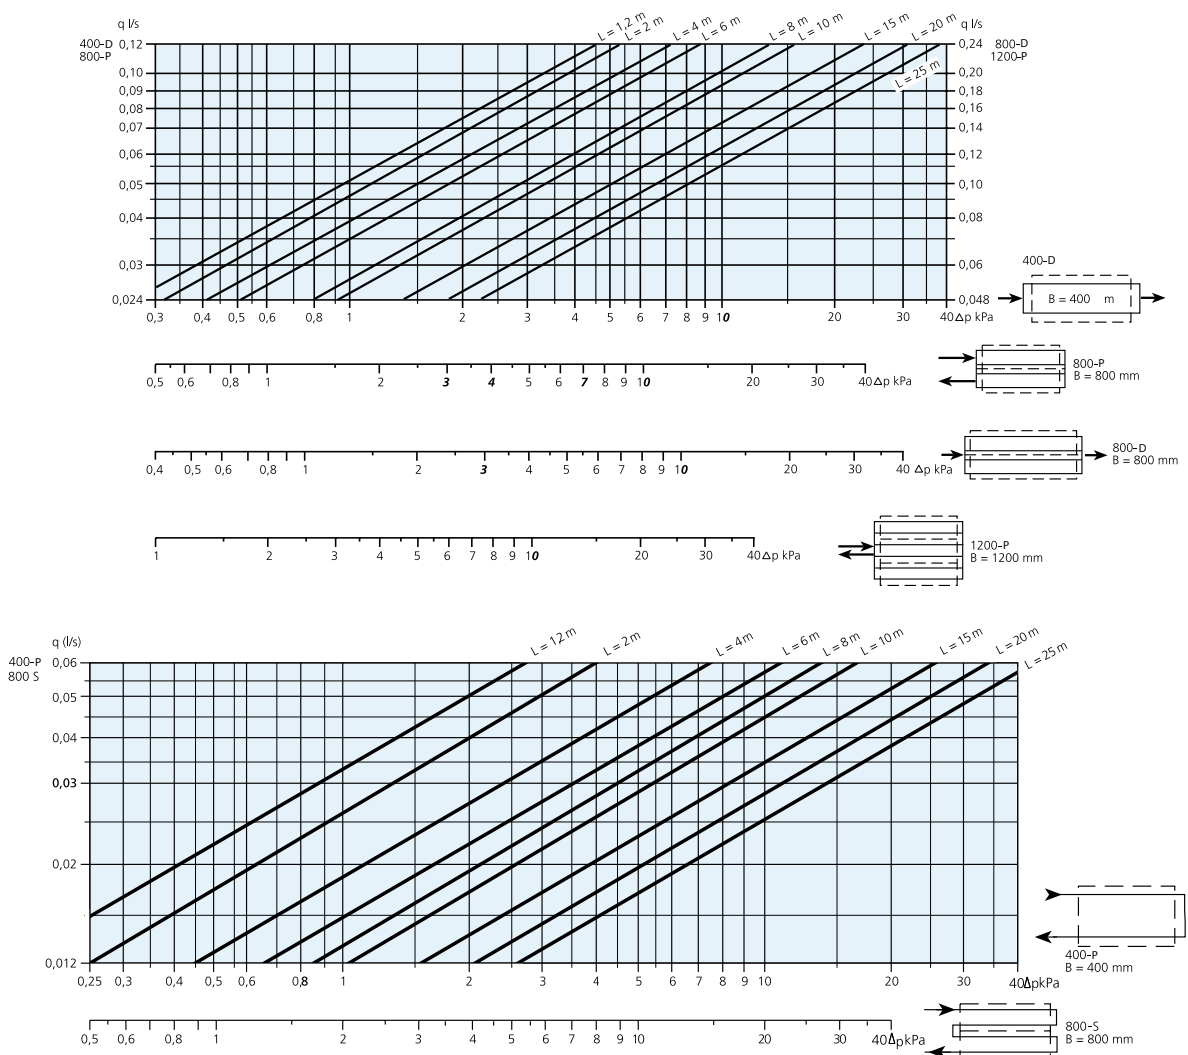 q l/s
400-D
800-P
L = 1,2 m
L = 2 m
L = 4 m
L = 6 m
L = 8 m
L = 10 m
L = 15 m
L = 20 m
L = 25 m
q l/s
800-D
1200-P
0,12
0,10
0,09
0,08
0,07
0,06
0,05
0,04
0,03
0,024
0,24
0,20
0,18
0,16
0,14
0,12
0,10
0,08
0,06
0,048
0,3 0,4 0,5 0,6 0,8 1 2 3 4 5 6 7 8 9 10 20 30 40 Δp kPa
400-D
B = 400 m
0,5 0,6 0,8 1 2 3 4 5 6 7 8 9 10 20 30 40 Δp kPa
800-P
B = 800 mm
0,4 0,5 0,6 0,8 1 2 3 4 5 6 7 8 9 10 20 30 40 Δp kPa
800-D
B = 800 mm
1 2 3 4 5 6 7 8 9 10 20 30 40 Δp kPa
1200-P
B = 1200 mm
q (l/s)
400-P
800 S
L = 12 m
L = 2 m
L = 4 m
L = 6 m
L = 8 m
L = 10 m
L = 15 m
L = 20 m
L = 25 m
0,06
0,05
0,04
0,03
0,02
0,012
0,25 0,3 0,4 0,5 0,6 0,8 1 2 3 4 5 6 7 8 9 10 20 30 40 Δp kPa
400-P
B = 400 mm
0,5 0,6 0,8 1 2 3 4 5 6 7 8 9 10 20 30 40 Δp kPa
800-S
B = 800 mm